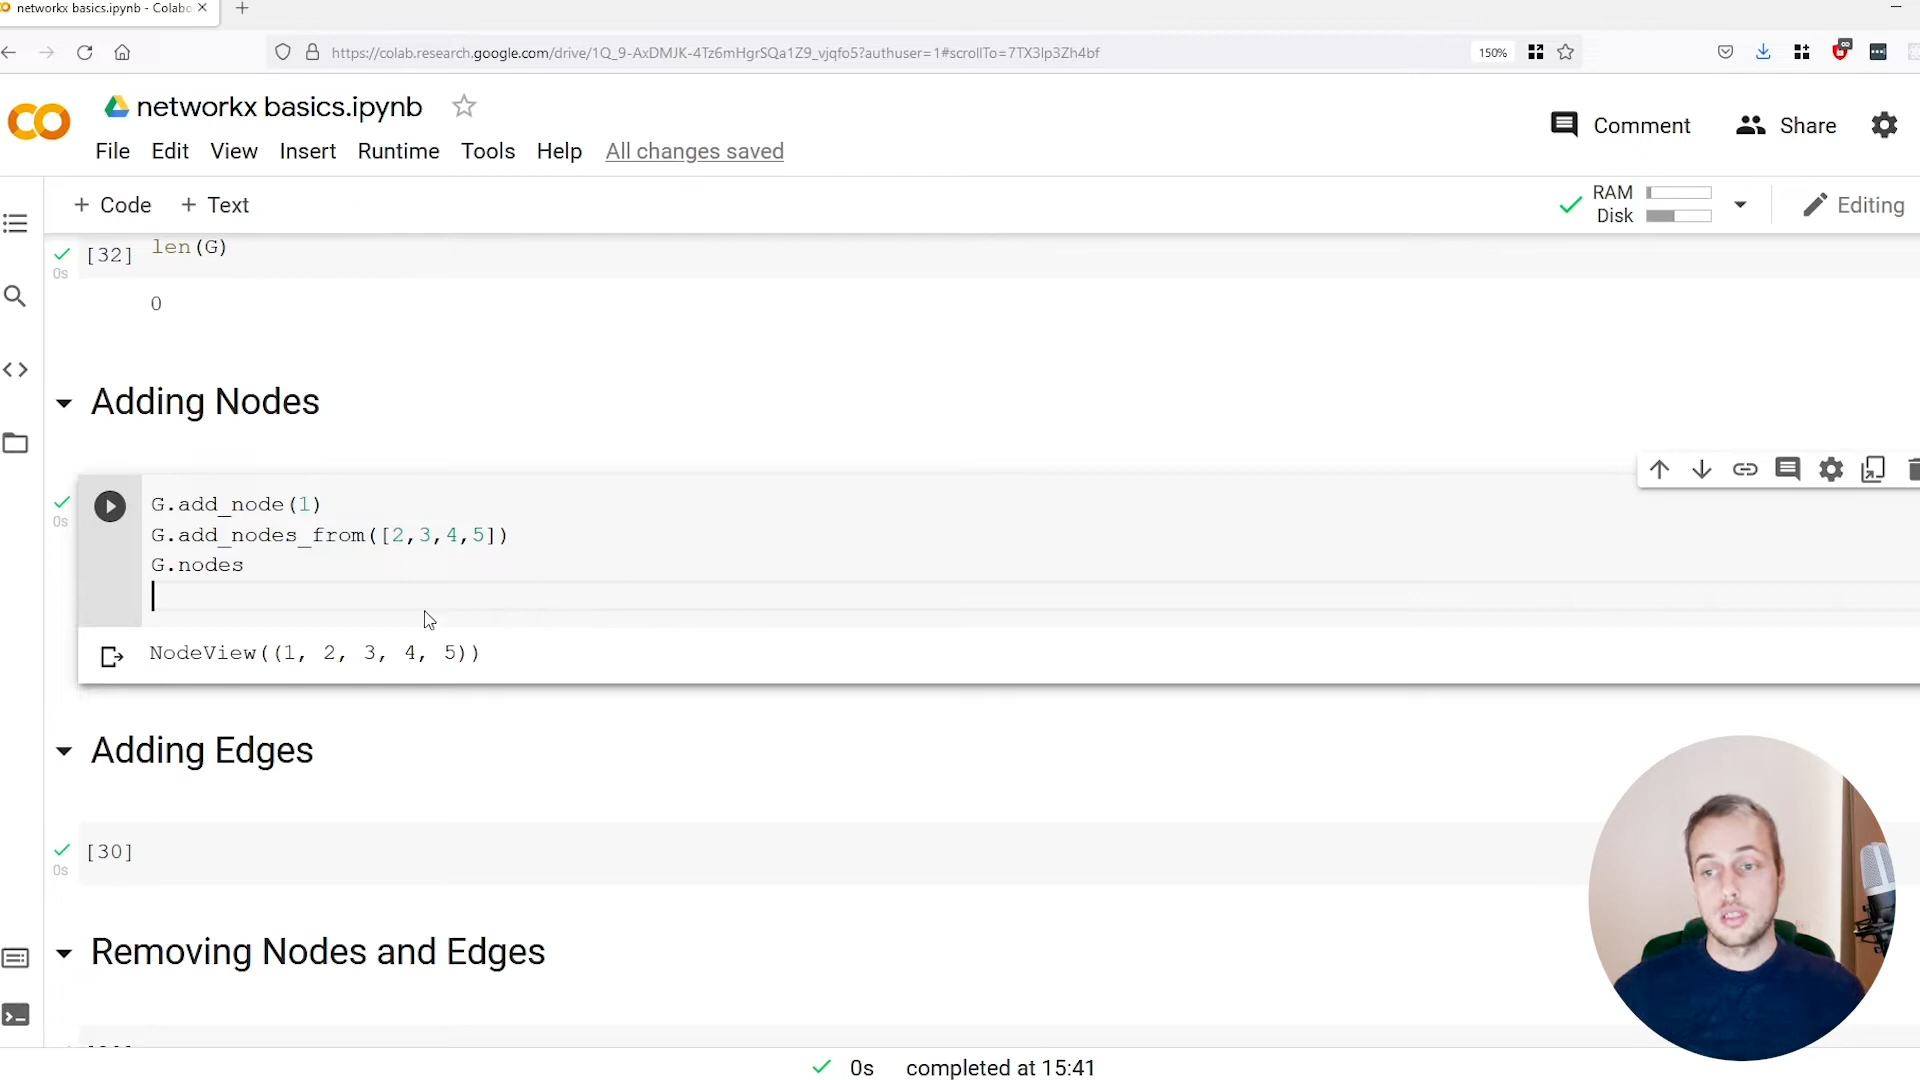 networkx basics.ipynb - Colabo
https://colab.research.google.com/drive/1Q_9-AxDMJK-4Tz6mHgrSQa1Z9_vjqfo5?authuser=1#scrollTo=7TX3lp3Zh4bf
150%
networkx basics.ipynb
Comment
Share
File Edit View Insert Runtime Tools Help All changes saved
+ Code + Text
RAM
Disk
Editing
[32] len(G)
0s
0
Adding Nodes
G.add_node(1)
0s
G.add_nodes_from([2,3,4,5])
G.nodes
NodeView((1, 2, 3, 4, 5))
Adding Edges
[30]
0s
Removing Nodes and Edges
0s completed at 15:41